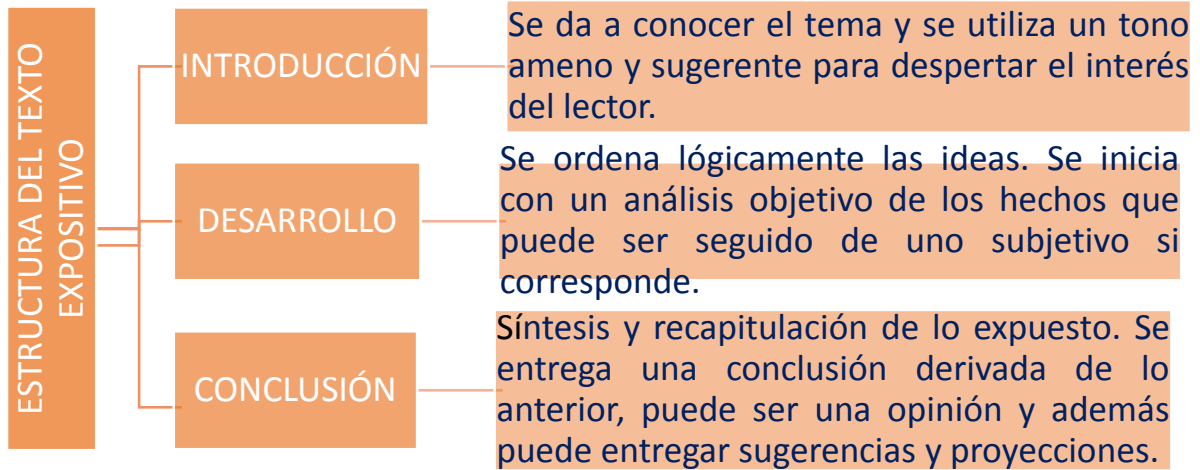 ESTRUCTURA DEL TEXTO
EXPOSITIVO
INTRODUCCIÓN
Se da a conocer el tema y se utiliza un tono
ameno y sugerente para despertar el interés
del lector.
DESARROLLO
Se ordena lógicamente las ideas. Se inicia
con un análisis objetivo de los hechos que
puede ser seguido de uno subjetivo si
corresponde.
CONCLUSIÓN
Síntesis y recapitulación de lo expuesto. Se
entrega una conclusión derivada de lo
anterior, puede ser una opinión y además
puede entregar sugerencias y proyecciones.